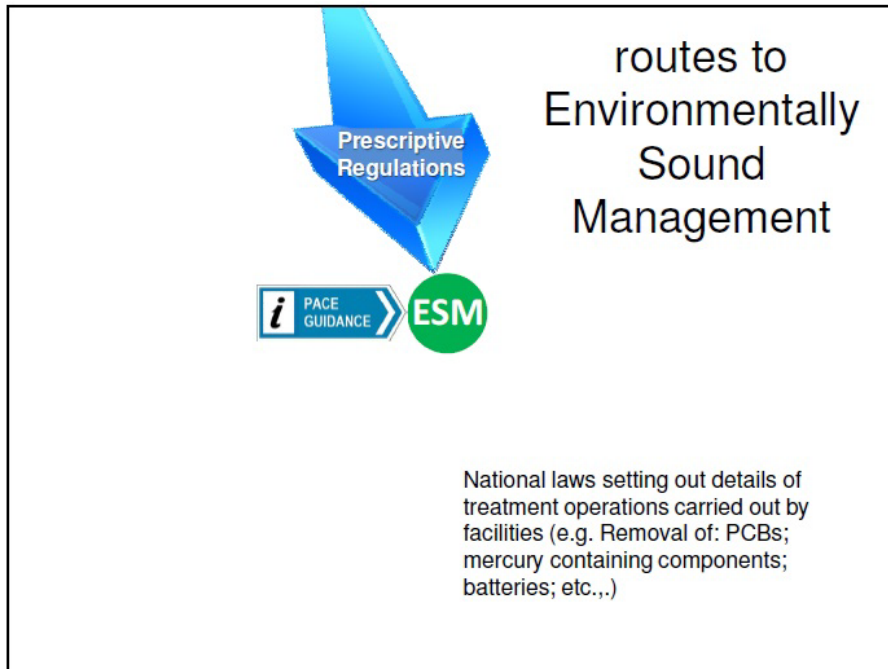 routes to
Environmentally
Sound
Management
Prescriptive
Regulations
i
PACE
GUIDANCE
ESM
National laws setting out details of
treatment operations carried out by
facilities (e.g. Removal of: PCBs;
mercury containing components;
batteries; etc.,.)